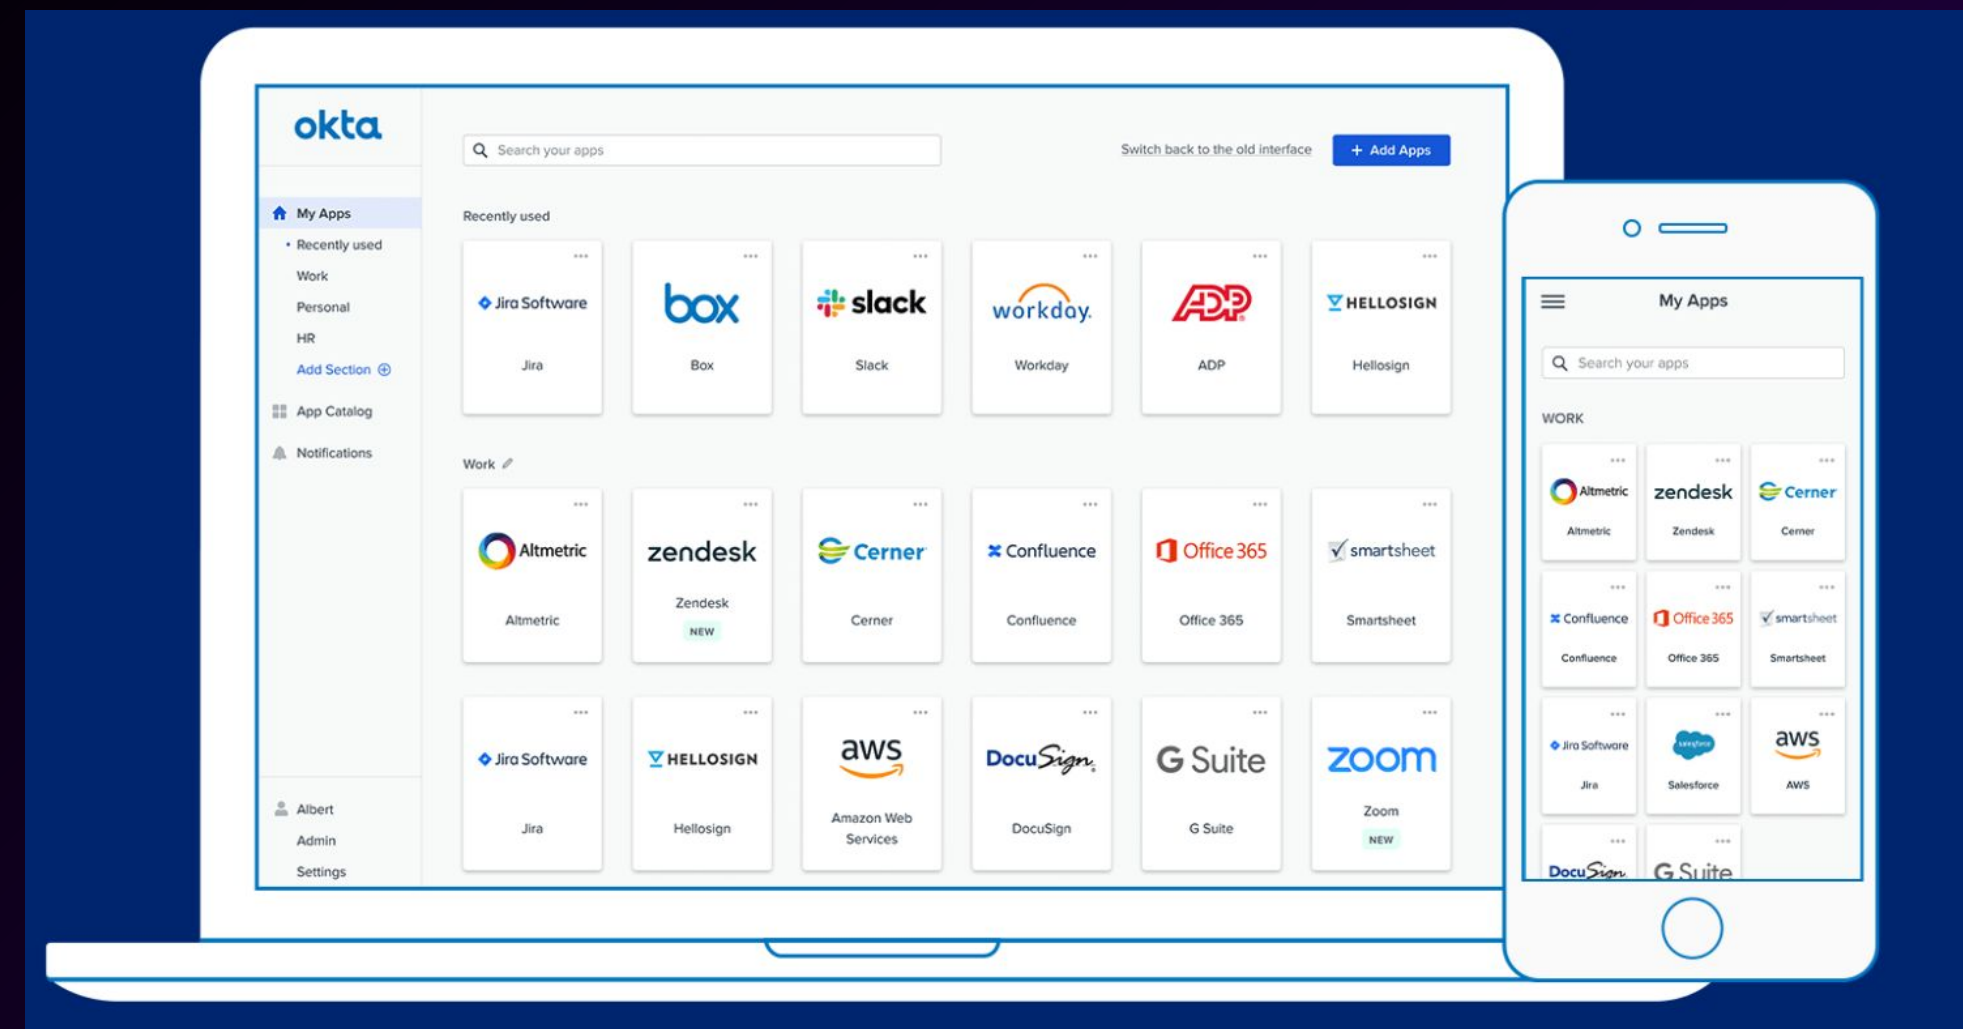 okta
My Apps
Recently used
Work
Personal
HR
Add Section
App Catalog
Notifications
Albert
Admin
Settings
Search your apps
Switch back to the old interface
+ Add Apps
Recently used
Jira Software
Jira
box
Box
slack
Slack
workday.
Workday
ADP
ADP
HELLOSIGN
Hellosign
Work
Altmetric
Altmetric
zendesk
Zendesk
NEW
Cerner
Cerner
Confluence
Confluence
Office 365
Office 365
smartsheet
Smartsheet
Jira Software
Jira
HELLOSIGN
Hellosign
aws
Amazon Web
Services
DocuSign
DocuSign
G Suite
G Suite
zoom
Zoom
NEW
My Apps
Search your apps
WORK
Altmetric
Altmetric
zendesk
Zendesk
Cerner
Cerner
Confluence
Confluence
Office 365
Office 365
smartsheet
Smartsheet
Jira Software
Jira
salesforce
Salesforce
aws
AWS
DocuSign
G Suite